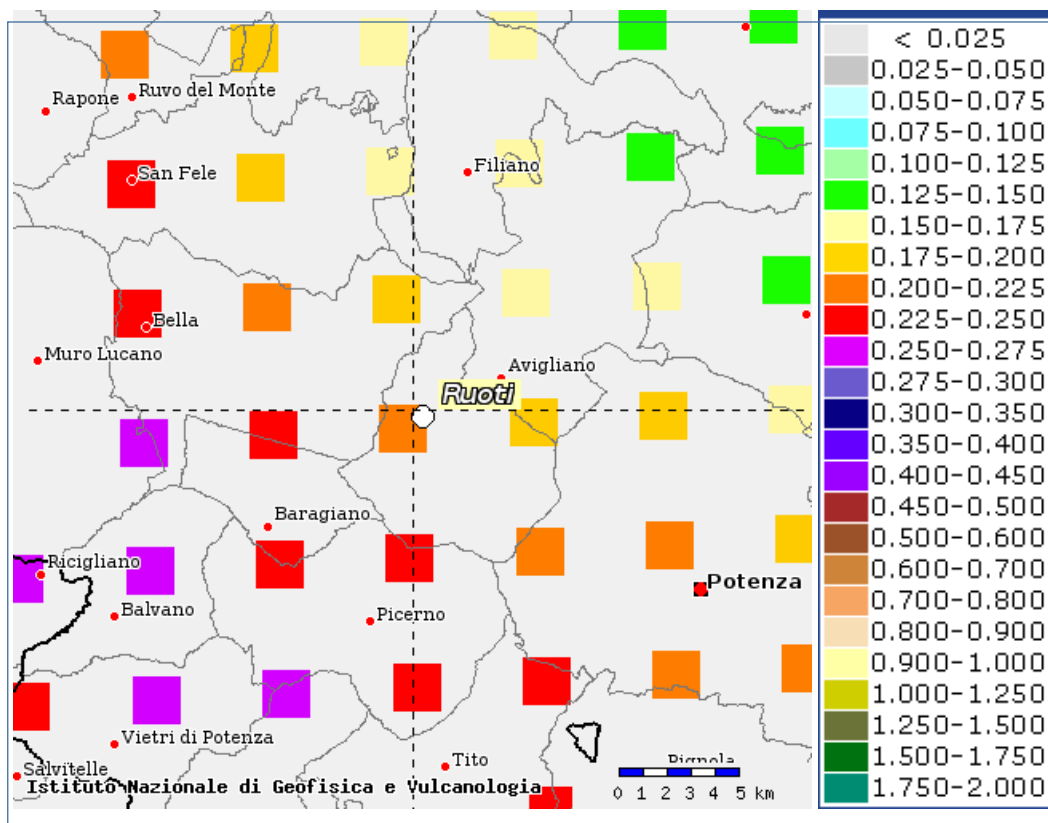 Ruvo del Monte
Rapone
San Fele
Filiano
Bella
Muro Lucano
Avigliano
Ruoti
Baragiano
Ricigliano
Potenza
Balvano
Picerno
Vietri di Potenza
Tito
Pignola
Salvitelle
Istituto Nazionale di Geofisica e Vulcanologia
0 1 2 3 4 5 km
< 0.025
0.025-0.050
0.050-0.075
0.075-0.100
0.100-0.125
0.125-0.150
0.150-0.175
0.175-0.200
0.200-0.225
0.225-0.250
0.250-0.275
0.275-0.300
0.300-0.350
0.350-0.400
0.400-0.450
0.450-0.500
0.500-0.600
0.600-0.700
0.700-0.800
0.800-0.900
0.900-1.000
1.000-1.250
1.250-1.500
1.500-1.750
1.750-2.000